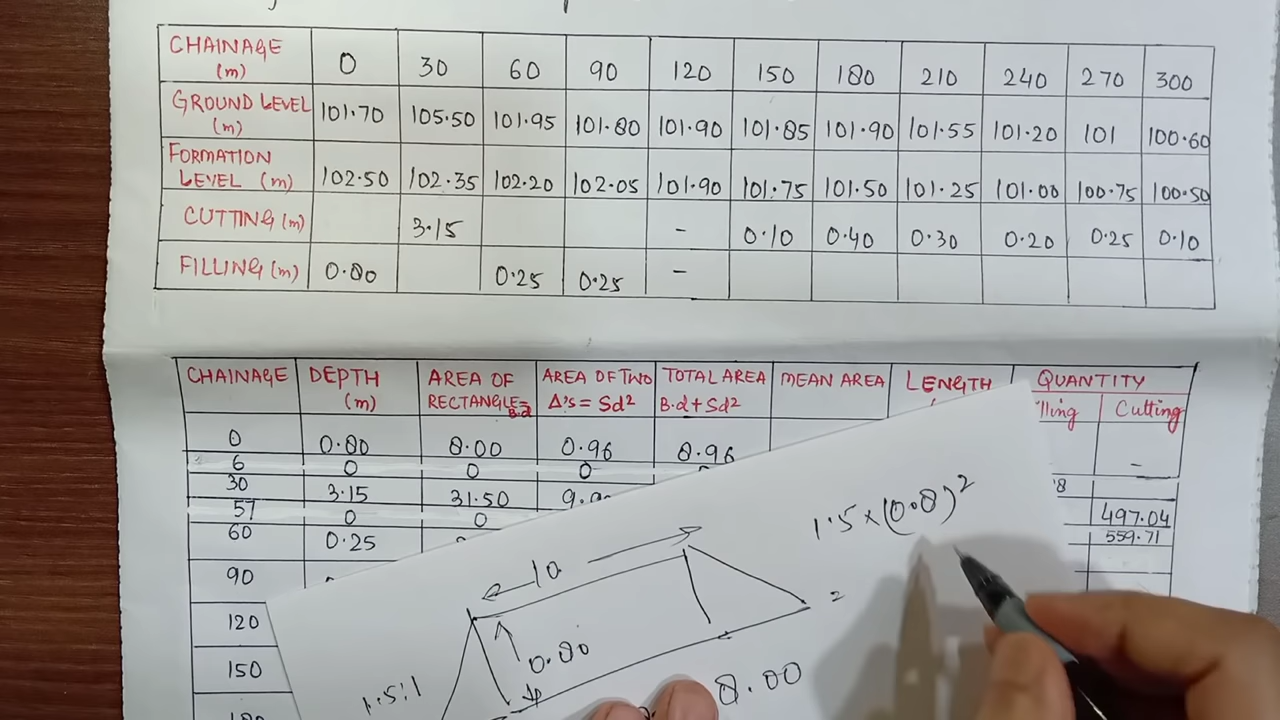 CHAINAGE (m) 0 30 60 90 120 150 180 210 240 270 300
GROUND LEVEL (m) 101.70 105.50 101.95 101.80 101.90 101.85 101.90 101.55 101.20 101 100.60
FORMATION LEVEL (m) 102.50 102.35 102.20 102.05 101.90 101.75 101.50 101.25 101.00 100.75 100.50
CUTTING (m) 3.15 - 0.10 0.40 0.30 0.20 0.25 0.10
FILLING (m) 0.80 0.25 0.25 -
CHAINAGE DEPTH (m) AREA OF RECTANGLE= B.d AREA OF TWO Δ's = Sd² TOTAL AREA B.d + Sd² MEAN AREA LENGTH QUANTITY
illing Cutting
0 0.80 8.00 0.96 8.96 -
6 0 0 0
30 3.15 31.50
57 0 0 497.04
60 0.25 559.71
90
120
150
1.5 × (0.8)²
=
10
0.80
1.5:1
8.00